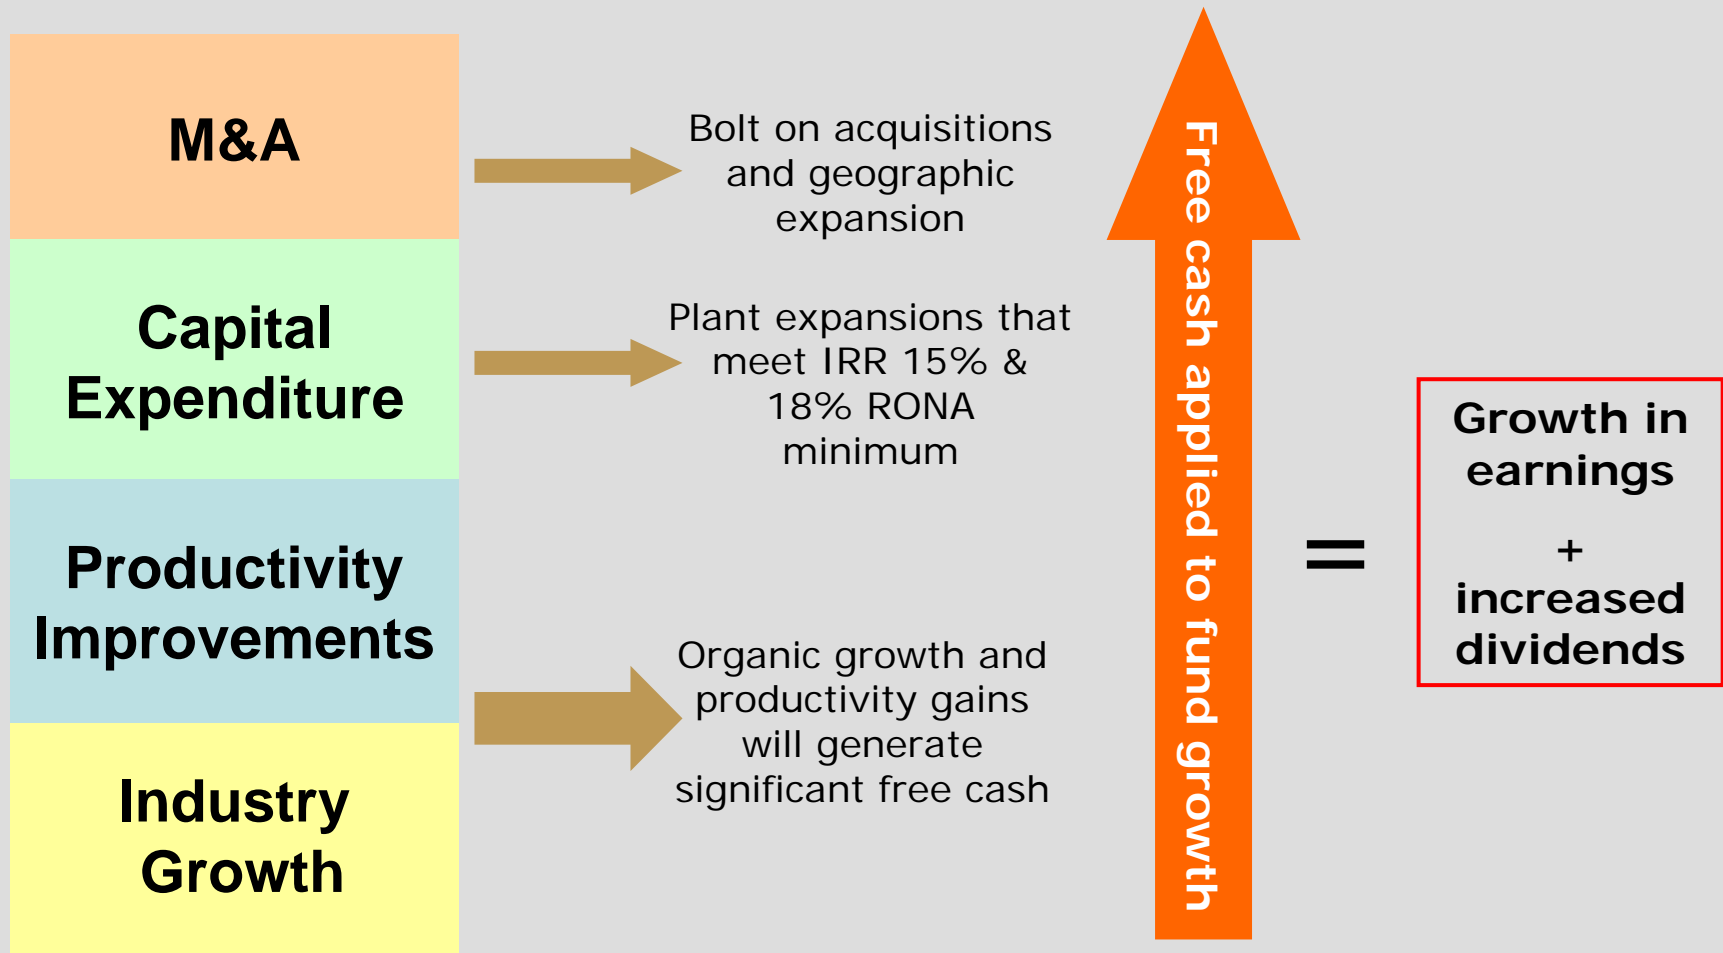 M&A
Bolt on acquisitions
and geographic
expansion
Capital
Expenditure
Plant expansions that
meet IRR 15% &
18% RONA
minimum
Productivity
Improvements
Industry
Growth
Organic growth and
productivity gains
will generate
significant free cash
Free cash applied to fund growth
=
Growth in
earnings
+
increased
dividends